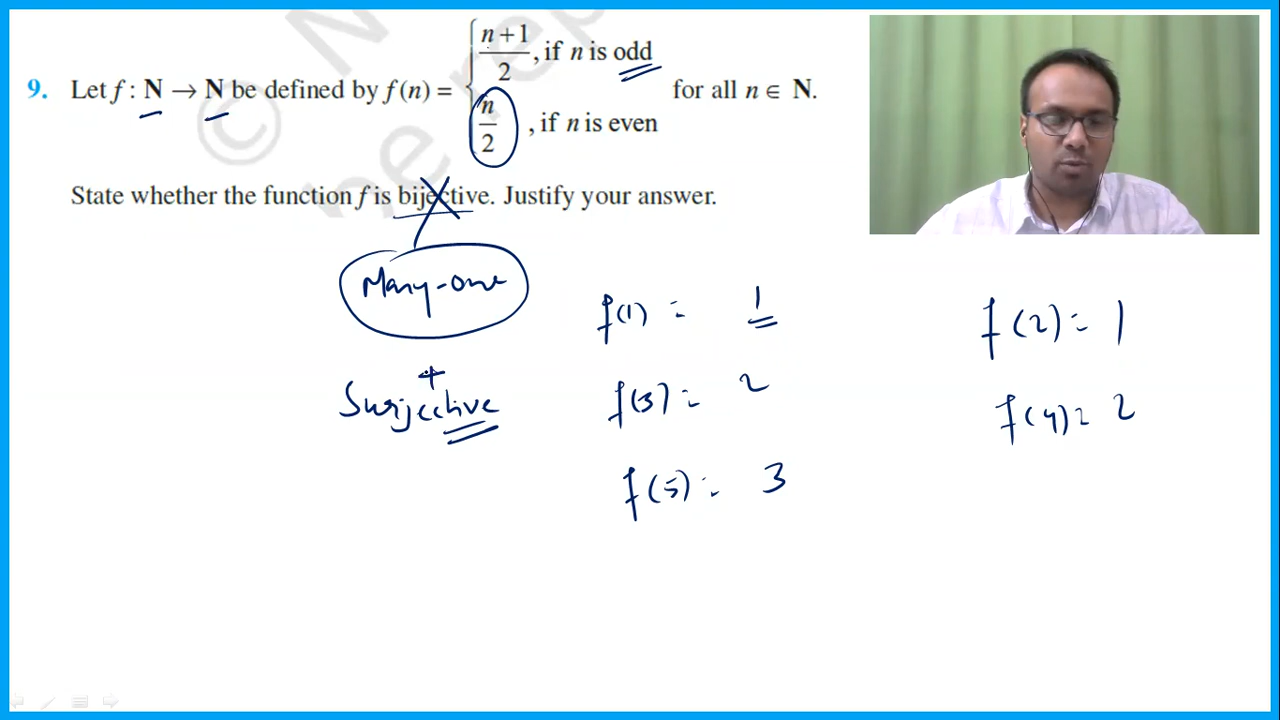 9. Let f : N → N be defined by f(n) = { n+1/2, if n is odd
n/2, if n is even for all n ∈ N.
State whether the function f is bijective. Justify your answer.
Many-one
+
Surjective
f(1) = 1
f(3) = 2
f(5) = 3
f(2) = 1
f(4) = 2